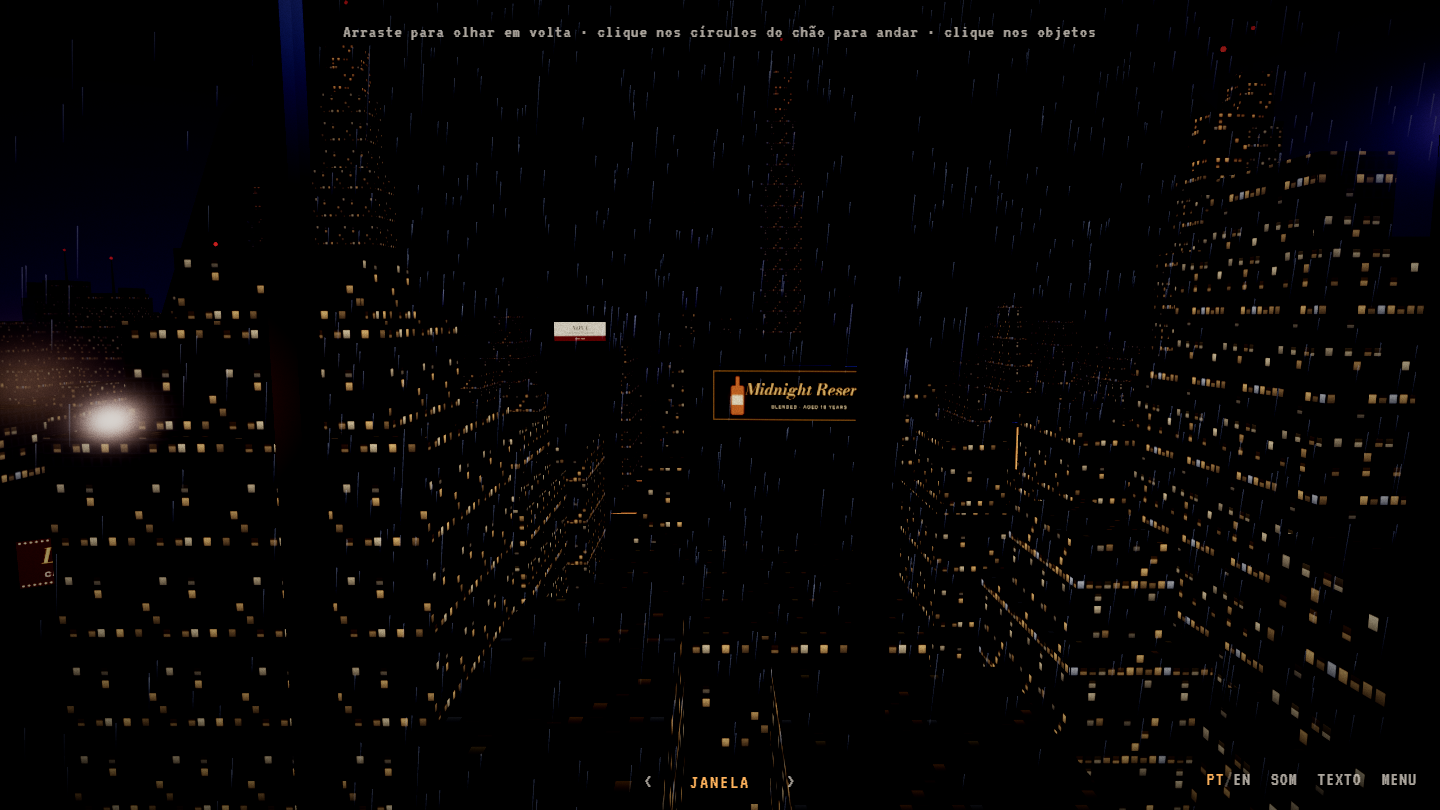 Arraste para olhar em volta · clique nos círculos do chão para andar · clique nos objetos
Midnight Reser
BLENDED · AGED 18 YEARS
‹ JANELA ›
PT/EN SOM TEXTO MENU